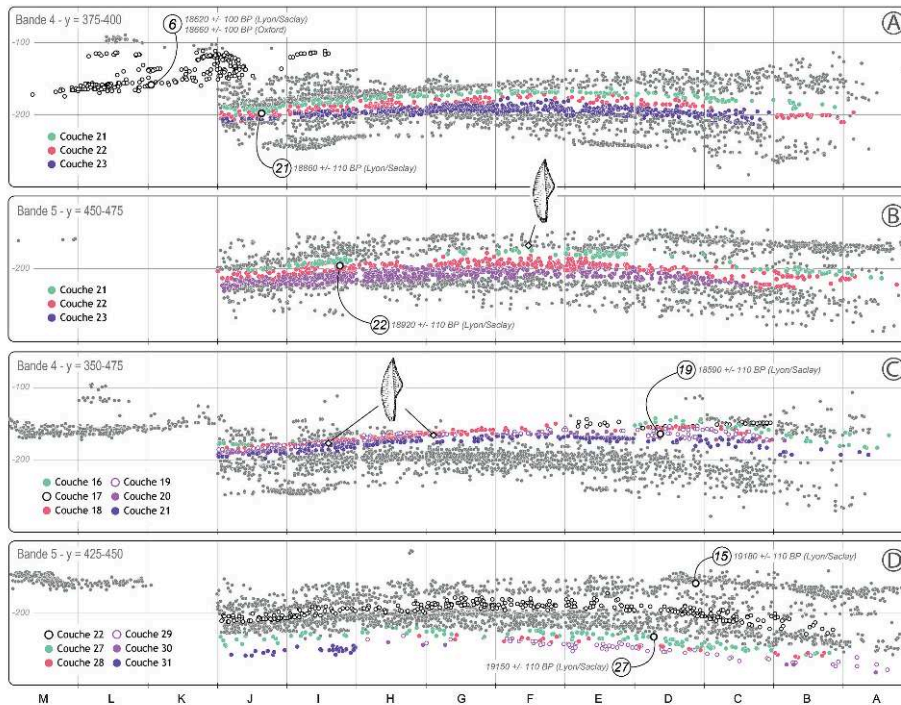 Bande 4 - y = 375-400
6
18620 +/- 100 BP (Lyon/Saclay)
18660 +/- 100 BP (Oxford)
A
-100
-200
Couche 21
Couche 22
Couche 23
21
18860 +/- 110 BP (Lyon/Saclay)
Bande 5 - y = 450-475
B
-200
Couche 21
Couche 22
Couche 23
22
18920 +/- 110 BP (Lyon/Saclay)
Bande 4 - y = 350-475
19
18590 +/- 110 BP (Lyon/Saclay)
C
-100
-200
Couche 16
Couche 19
Couche 17
Couche 20
Couche 18
Couche 21
Bande 5 - y = 425-450
15
19180 +/- 110 BP (Lyon/Saclay)
D
-200
Couche 22
Couche 29
Couche 27
Couche 30
Couche 28
Couche 31
19150 +/- 110 BP (Lyon/Saclay)
27
M L K J I H G F E D C B A